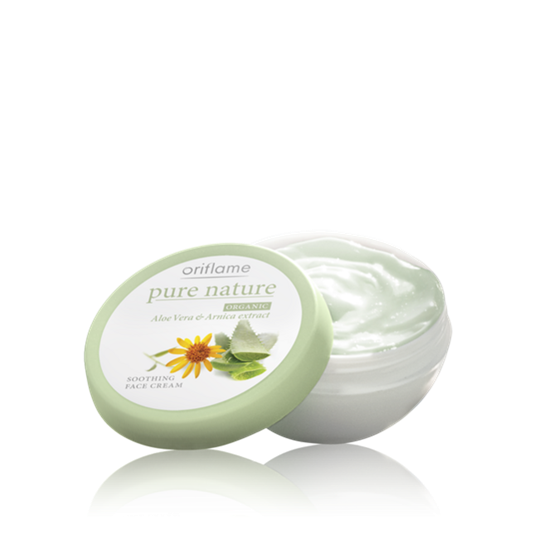 oriflame
pure nature
ORGANIC
Aloe Vera & Arnica extract
SOOTHING
FACE CREAM